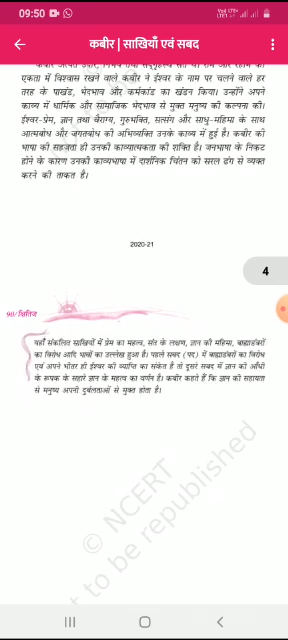 09:50
कबीर | साखियाँ एवं सबद
एकता में विश्वास रखने वाले कबीर ने ईश्वर के नाम पर चलने वाले हर
तरह के पाखंड, भेदभाव और कर्मकांड का खंडन किया। उन्होंने अपने
काव्य में धार्मिक और सामाजिक भेदभाव से मुक्त मनुष्य की कल्पना की।
ईश्वर-प्रेम, ज्ञान तथा वैराग्य, गुरुभक्ति, सत्संग और साधु-महिमा के साथ
आत्मबोध और जगतबोध की अभिव्यक्ति उनके काव्य में हुई है। कबीर की
भाषा की सहजता ही उनकी काव्यात्मकता की शक्ति है। जनभाषा के निकट
होने के कारण उनकी काव्यभाषा में दार्शनिक चिंतन को सरल ढंग से व्यक्त
करने की ताकत है।
2020-21
4
90/क्षितिज
यहाँ संकलित साखियों में प्रेम का महत्व, संत के लक्षण, ज्ञान की महिमा, बाह्याडंबरों
का विरोध आदि भावों का उल्लेख हुआ है। पहले सबद (पद) में बाह्याडंबरों का विरोध
एवं अपने भीतर ही ईश्वर की व्याप्ति का संकेत है तो दूसरे सबद में ज्ञान की आँधी
के रूपक के सहारे ज्ञान के महत्व का वर्णन है। कबीर कहते हैं कि ज्ञान की सहायता
से मनुष्य अपनी दुर्बलताओं से मुक्त होता है।
© NCERT
t to be republished